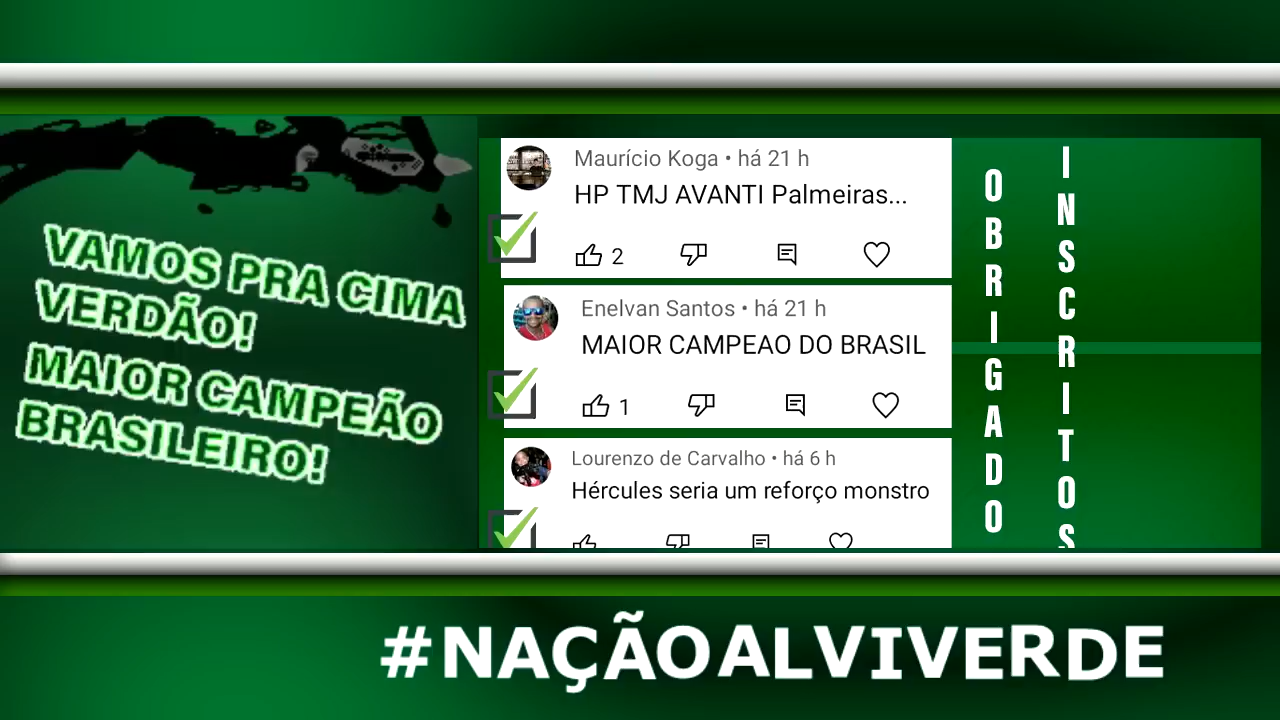 VAMOS PRA CIMA
VERDÃO!
MAIOR CAMPEÃO
BRASILEIRO!
Maurício Koga • há 21 h
HP TMJ AVANTI Palmeiras...
2
Enelvan Santos • há 21 h
MAIOR CAMPEAO DO BRASIL
1
Lourenzo de Carvalho • há 6 h
Hércules seria um reforço monstro
OBRIGADO
INSCRITOS
#NAÇÃOALVIVERDE